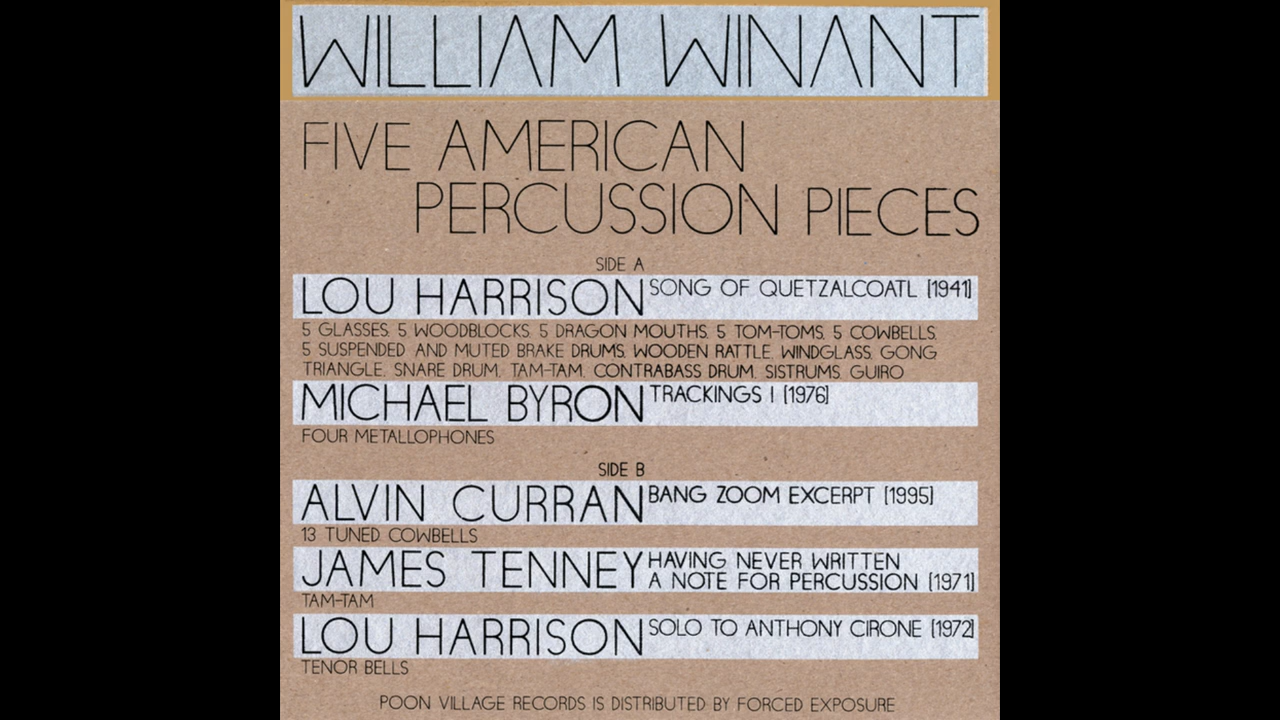 WILLIAM WINANT
FIVE AMERICAN
PERCUSSION PIECES
SIDE A
LOU HARRISON SONG OF QUETZALCOATL [1941]
5 GLASSES, 5 WOODBLOCKS, 5 DRAGON MOUTHS, 5 TOM-TOMS, 5 COWBELLS,
5 SUSPENDED AND MUTED BRAKE DRUMS, WOODEN RATTLE, WINDGLASS, GONG
TRIANGLE, SNARE DRUM, TAM-TAM, CONTRABASS DRUM, SISTRUMS, GUIRO
MICHAEL BYRON TRACKINGS I [1976]
FOUR METALLOPHONES
SIDE B
ALVIN CURRAN BANG ZOOM EXCERPT [1995]
13 TUNED COWBELLS
JAMES TENNEY HAVING NEVER WRITTEN
A NOTE FOR PERCUSSION [1971]
TAM-TAM
LOU HARRISON SOLO TO ANTHONY CIRONE [1972]
TENOR BELLS
POON VILLAGE RECORDS IS DISTRIBUTED BY FORCED EXPOSURE